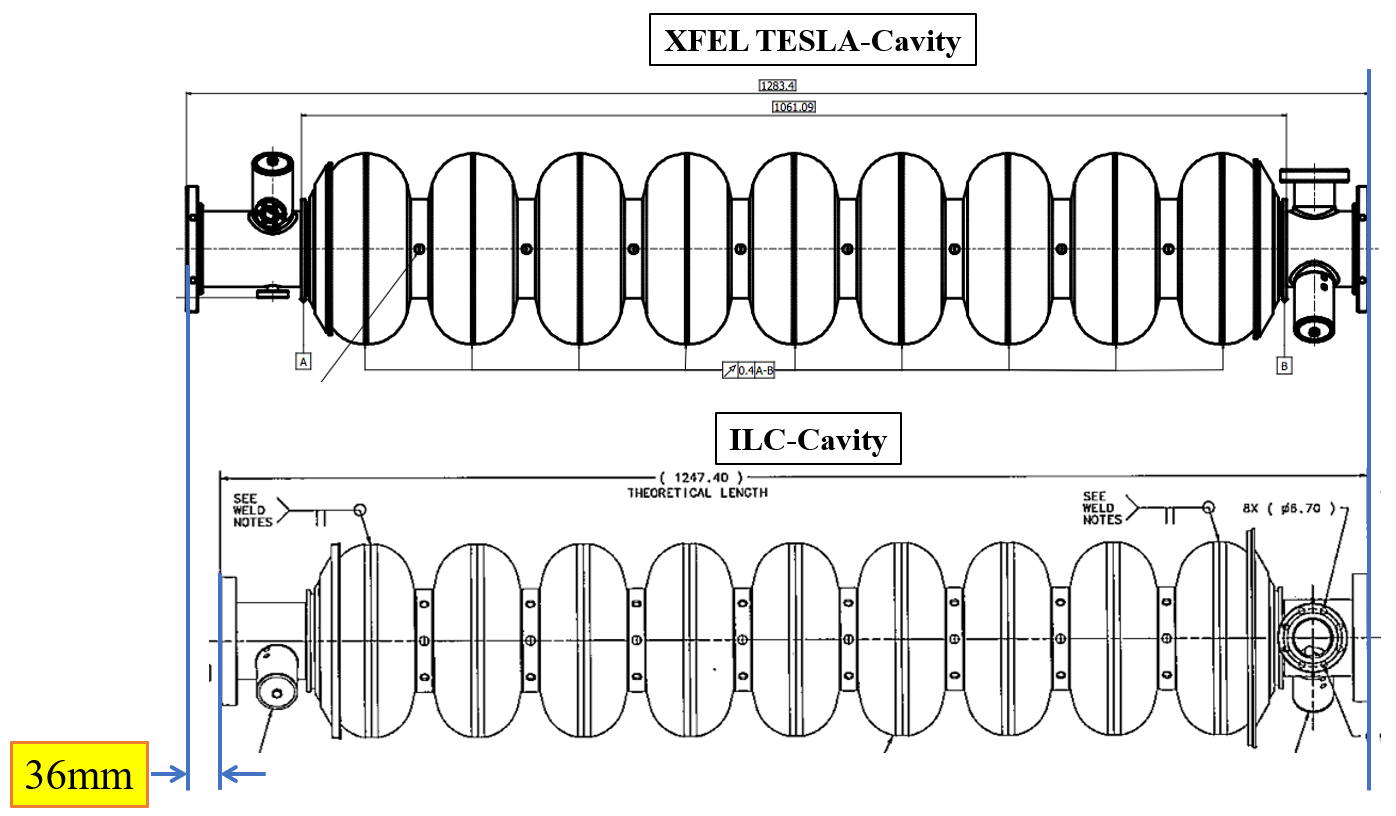 XFEL TESLA-Cavity
1283.4
1061.09
A
0.4 A-B
B
ILC-Cavity
( 1247.40 )
THEORETICAL LENGTH
SEE
WELD
NOTES
SEE
WELD
NOTES
8X ( ø6.70 )
36mm